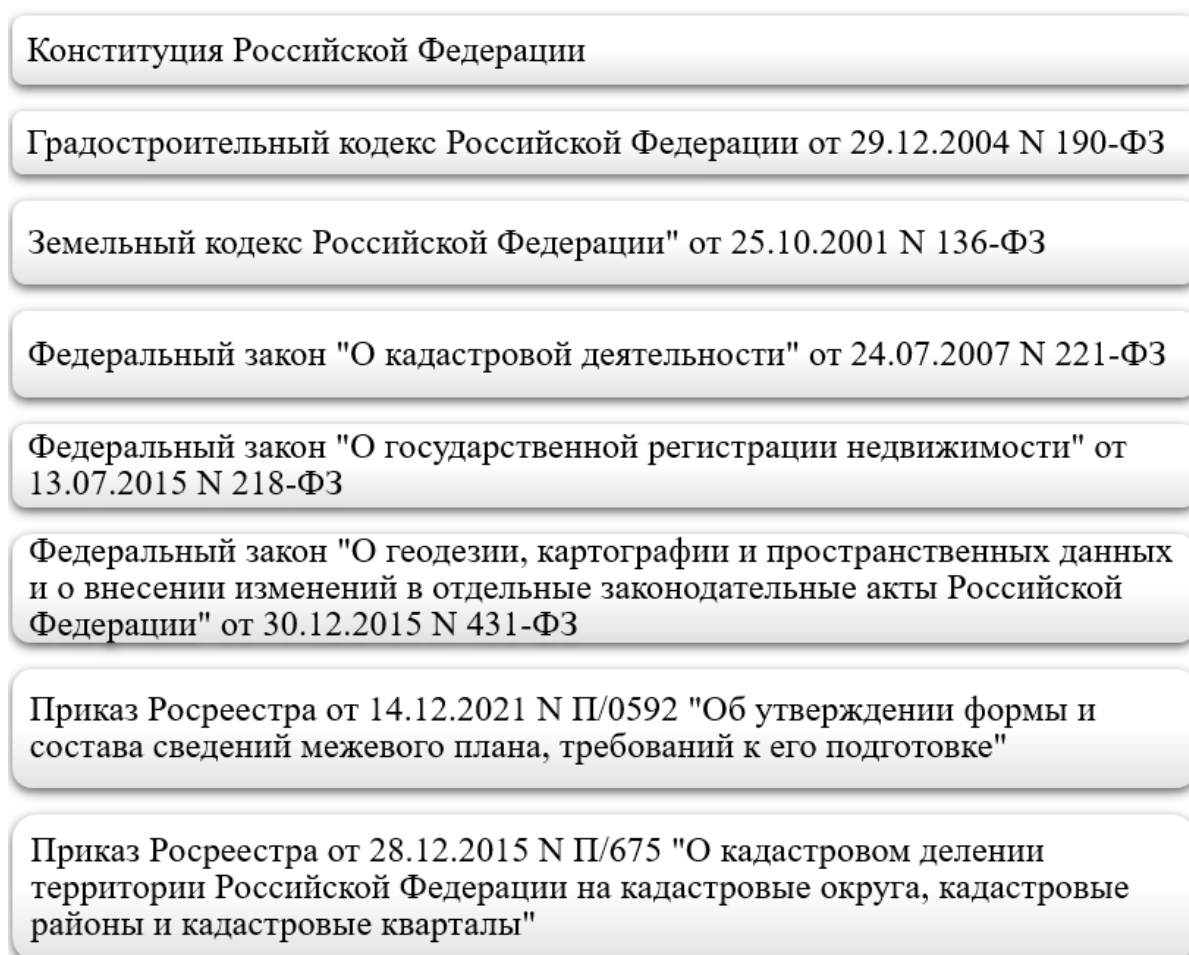 Конституция Российской Федерации
Градостроительный кодекс Российской Федерации от 29.12.2004 N 190-ФЗ
Земельный кодекс Российской Федерации" от 25.10.2001 N 136-ФЗ
Федеральный закон "О кадастровой деятельности" от 24.07.2007 N 221-ФЗ
Федеральный закон "О государственной регистрации недвижимости" от
13.07.2015 N 218-ФЗ
Федеральный закон "О геодезии, картографии и пространственных данных
и о внесении изменений в отдельные законодательные акты Российской
Федерации" от 30.12.2015 N 431-ФЗ
Приказ Росреестра от 14.12.2021 N П/0592 "Об утверждении формы и
состава сведений межевого плана, требований к его подготовке"
Приказ Росреестра от 28.12.2015 N П/675 "О кадастровом делении
территории Российской Федерации на кадастровые округа, кадастровые
районы и кадастровые кварталы"